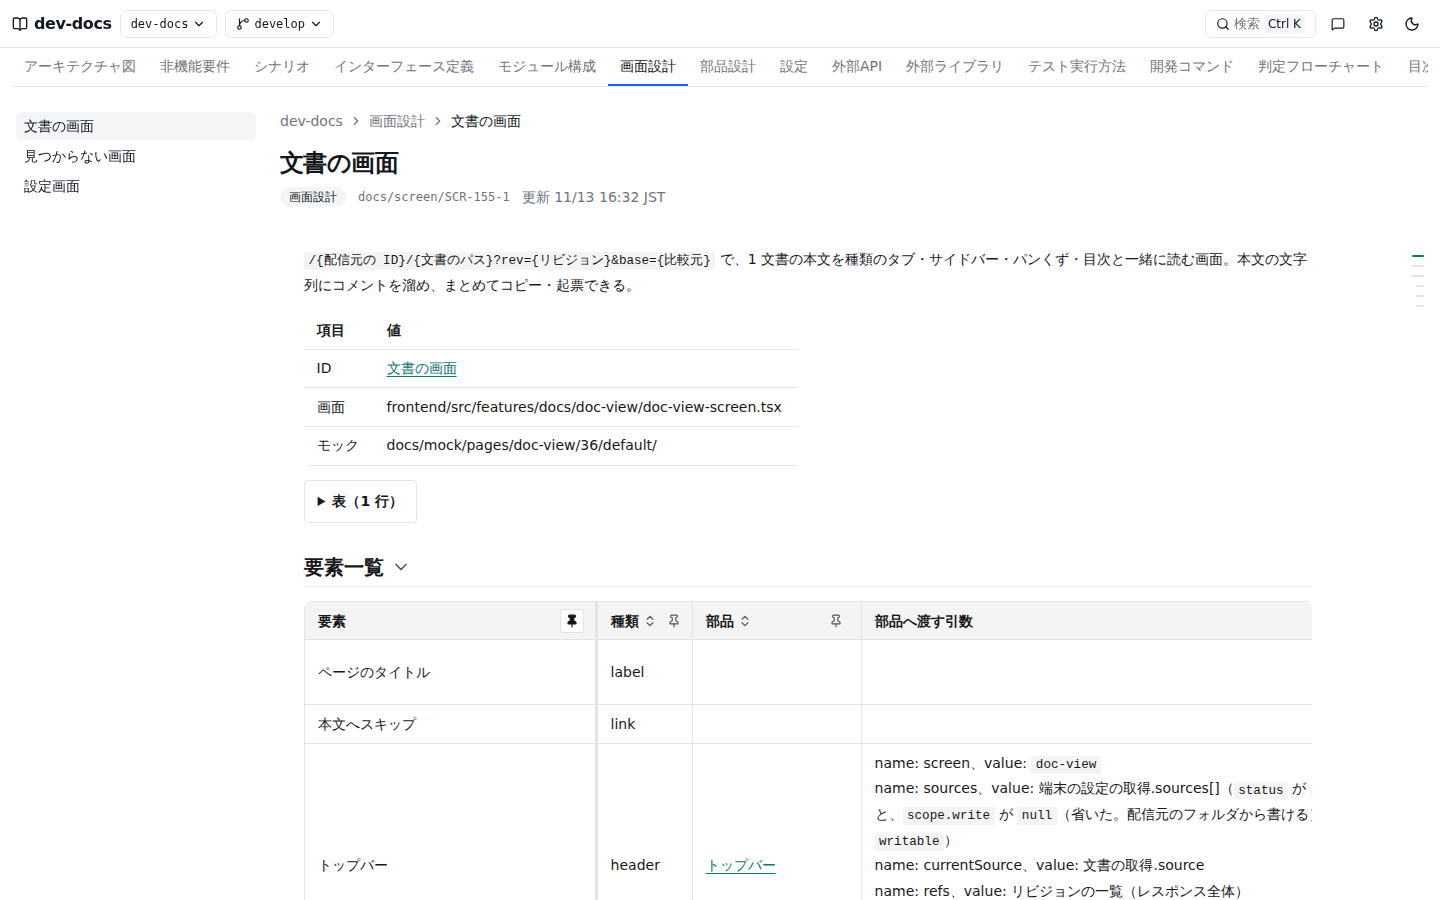 dev-docs
dev-docs
develop
検索 Ctrl K
アーキテクチャ図 非機能要件 シナリオ インターフェース定義 モジュール構成 画面設計 部品設計 設定 外部API 外部ライブラリ テスト実行方法 開発コマンド 判定フローチャート 目次
文書の画面
見つからない画面
設定画面
dev-docs > 画面設計 > 文書の画面
文書の画面
画面設計 docs/screen/SCR-155-1 更新 11/13 16:32 JST
/{配信元の ID}/{文書のパス}?rev={リビジョン}&base={比較元} で、1 文書の本文を種類のタブ・サイドバー・パンくず・目次と一緒に読む画面。本文の文字
列にコメントを溜め、まとめてコピー・起票できる。
項目 値
ID 文書の画面
画面 frontend/src/features/docs/doc-view/doc-view-screen.tsx
モック docs/mock/pages/doc-view/36/default/
▶ 表（1 行）
要素一覧
要素 種類 部品 部品へ渡す引数
ページのタイトル label
本文へスキップ link
トップバー header トップバー
name: screen、value: doc-view
name: sources、value: 端末の設定の取得.sources[]（status が
と、scope.write が null（省いた。配信元のフォルダから書ける）
writable）
name: currentSource、value: 文書の取得.source
name: refs、value: リビジョンの一覧（レスポンス全体）